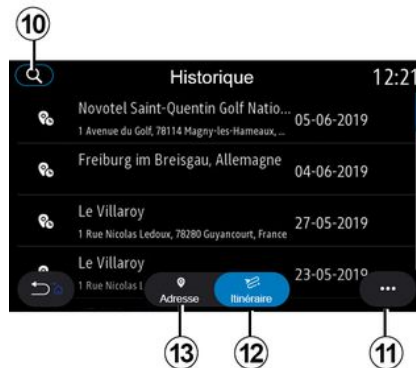 10
Historique 12:21
Novotel Saint-Quentin Golf Natio... 05-06-2019
1 Avenue du Golf, 78114 Magny-les-Hameaux, ...
Freiburg im Breisgau, Allemagne
04-06-2019
Le Villaroy 27-05-2019
1 Rue Nicolas Ledoux, 78280 Guyancourt, France
Le Villaroy 23-05-2019
1 Rue Nicolas L
Adresse Itinéraire ...
13 12 11